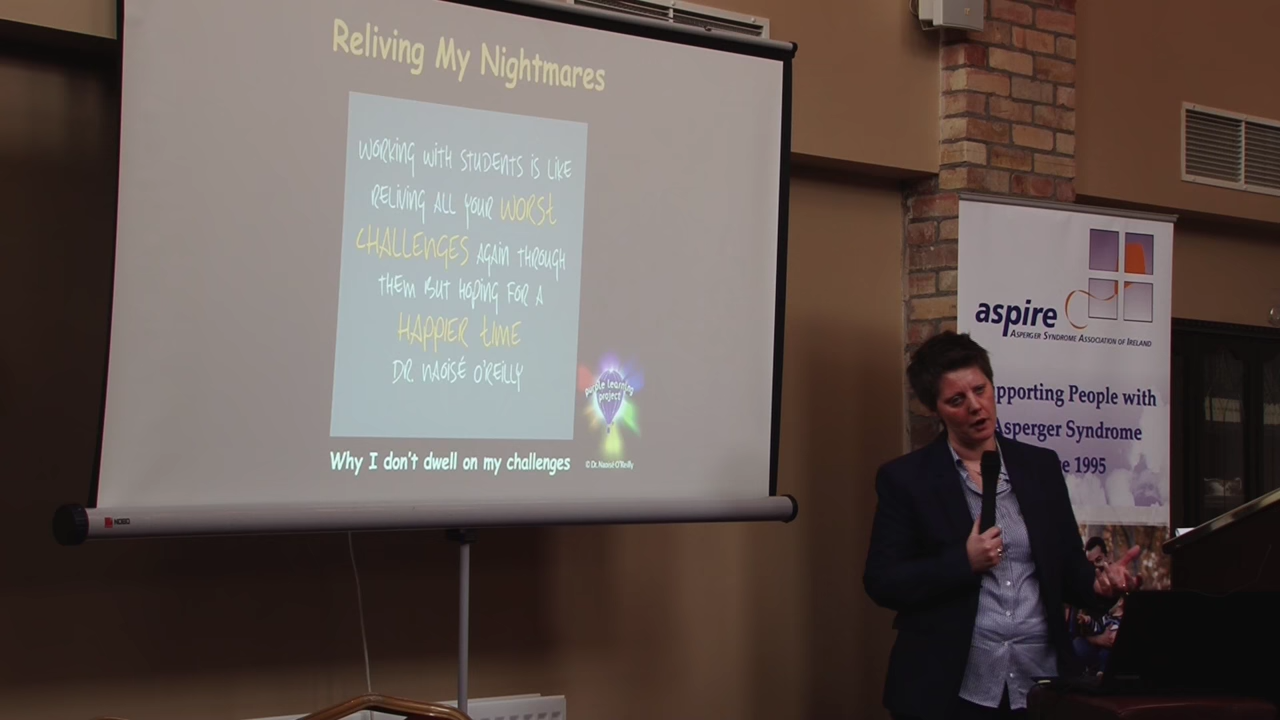 Reliving My Nightmares
WORKING WITH STUDENTS IS LIKE
RELIVING ALL YOUR WORST
CHALLENGES AGAIN THROUGH
THEM BUT HOPING FOR A
HAPPIER TIME
DR NAOISÉ O'REILLY
purple learning
project
Why I don't dwell on my challenges
© Dr. Naoisé O'Reilly
NOBO
aspire
ASPERGER SYNDROME ASSOCIATION OF IRELAND
pporting People with
Asperger Syndrome
ce 1995